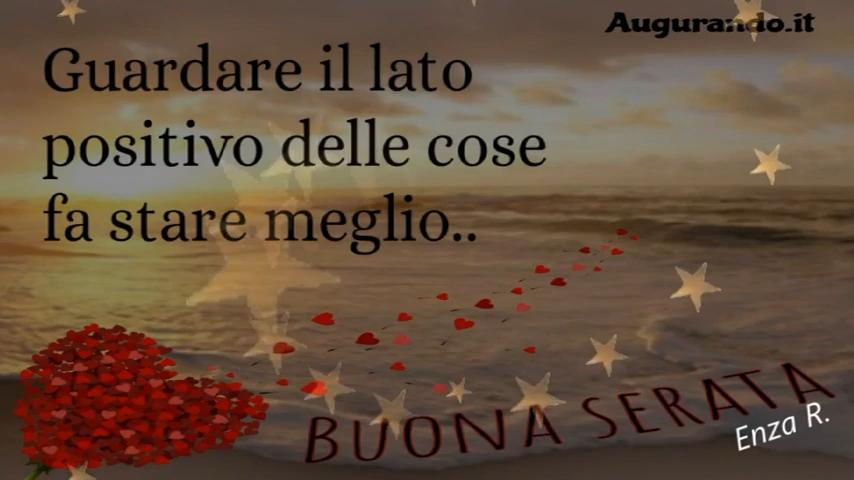 Augurando.it
Guardare il lato
positivo delle cose
fa stare meglio..
BUONA SERATA
Enza R.